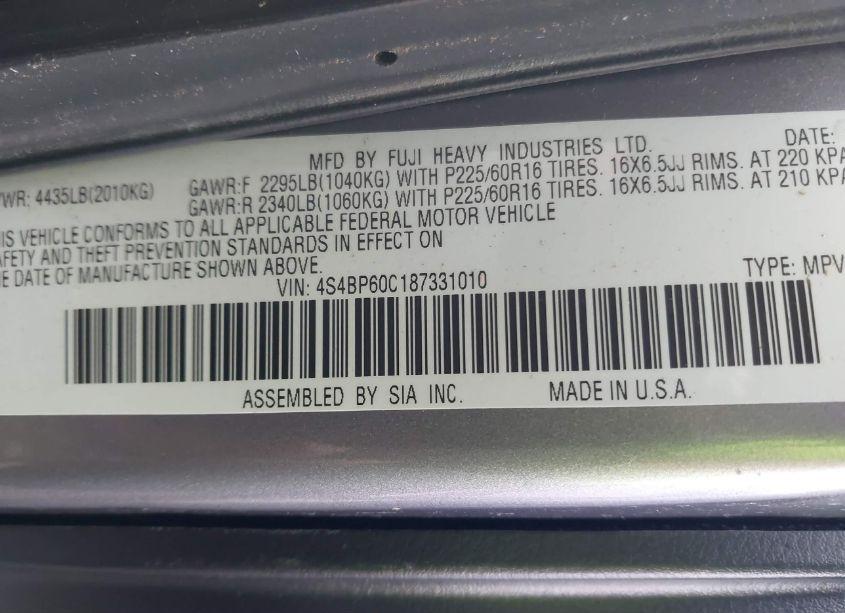 MFD BY FUJI HEAVY INDUSTRIES LTD. DATE:
VWR: 4435LB(2010KG) GAWR:F 2295LB(1040KG) WITH P225/60R16 TIRES. 16X6.5JJ RIMS. AT 220 KPA
GAWR:R 2340LB(1060KG) WITH P225/60R16 TIRES. 16X6.5JJ RIMS. AT 210 KPA
IS VEHICLE CONFORMS TO ALL APPLICABLE FEDERAL MOTOR VEHICLE
AFETY AND THEFT PREVENTION STANDARDS IN EFFECT ON
E DATE OF MANUFACTURE SHOWN ABOVE.
VIN: 4S4BP60C187331010 TYPE: MPV
ASSEMBLED BY SIA INC. MADE IN U.S.A.